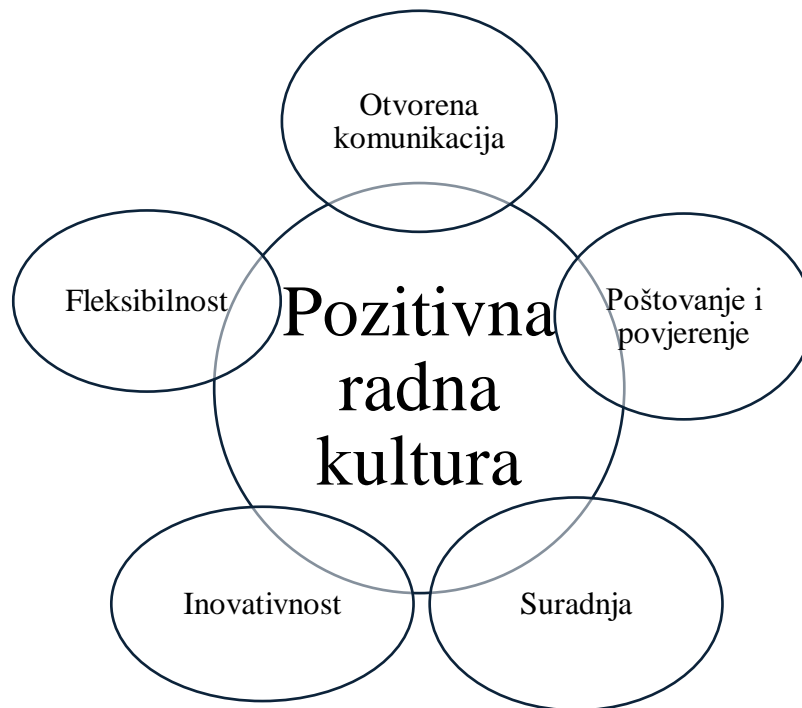 Otvorena
komunikacija
Fleksibilnost
Poštovanje i
povjerenje
Pozitivna
radna
kultura
Inovativnost
Suradnja